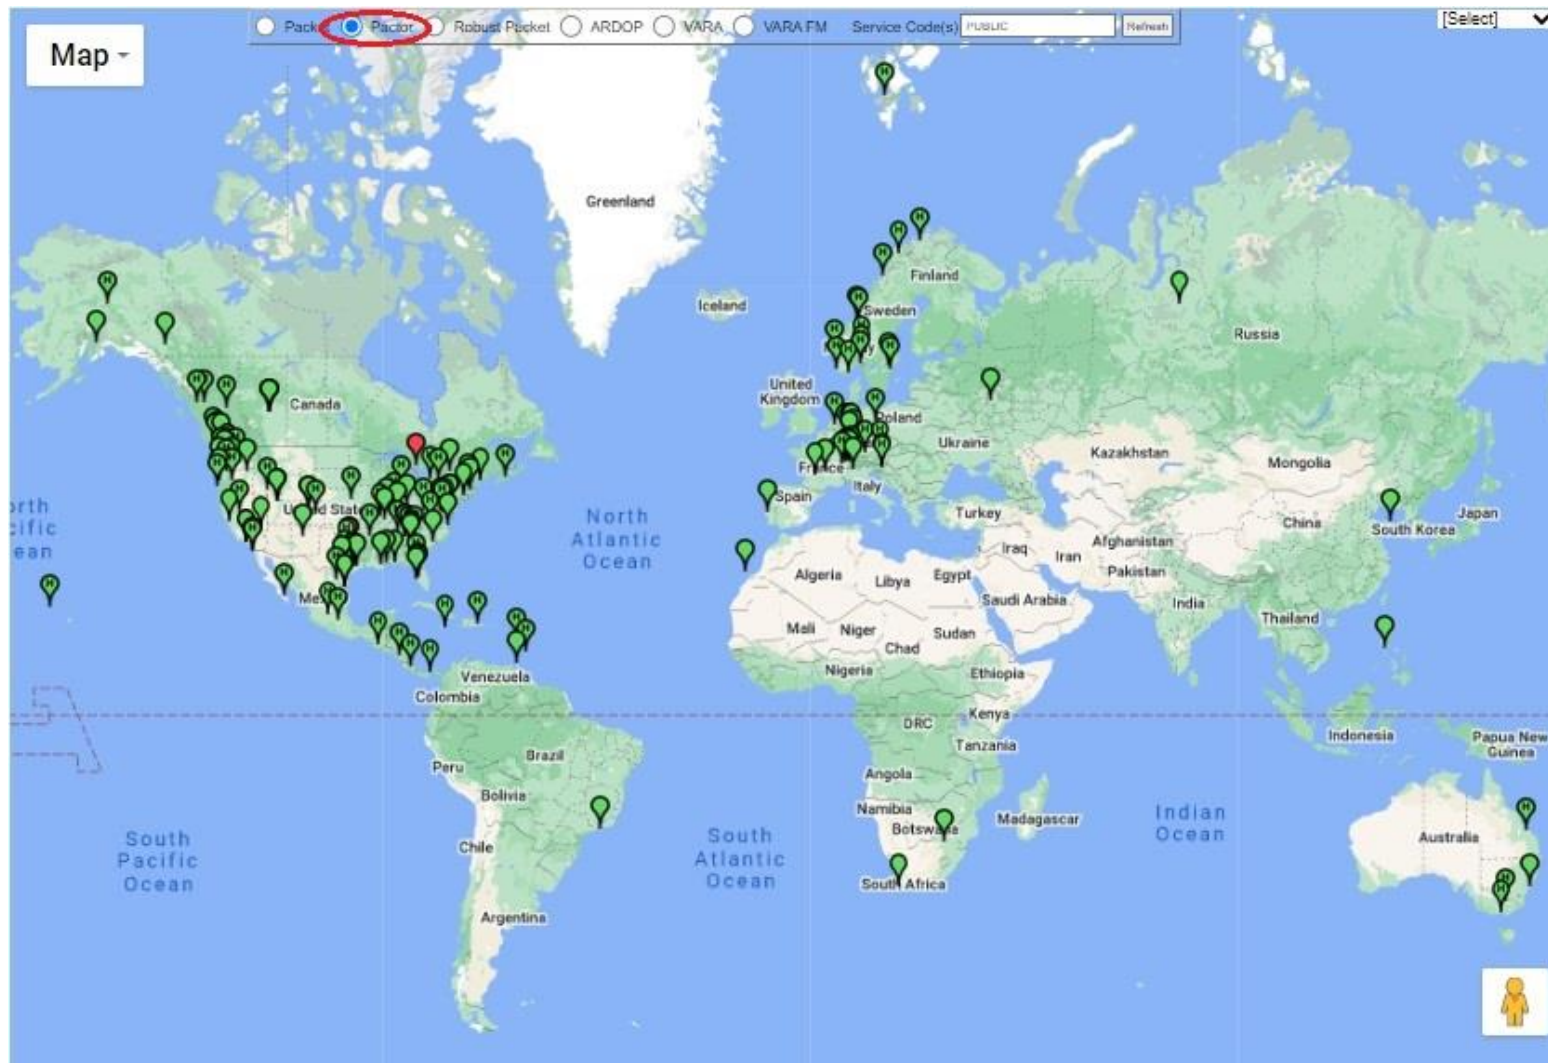 Pactor Robust Packet ARDOP VARA VARA FM Service Code(s) PUBLIC Refresh [Select]
Map
Greenland
Finland
Iceland
Sweden
Russia
United
Kingdom
Canada
Poland
Ukraine
Kazakhstan
Mongolia
France
Italy
Spain
North
Atlantic
Ocean
Turkey
China
South Korea
Japan
Iraq
Iran
Afghanistan
Pakistan
Algeria
Libya
Egypt
Saudi Arabia
India
Thailand
Mali
Niger
Chad
Sudan
Nigeria
Ethiopia
Venezuela
Colombia
DRC
Kenya
Tanzania
Indonesia
Papua New
Guinea
Peru
Brazil
Bolivia
Angola
Namibia
Botswana
Madagascar
Indian
Ocean
Australia
South
Pacific
Ocean
Chile
South
Atlantic
Ocean
South Africa
Argentina